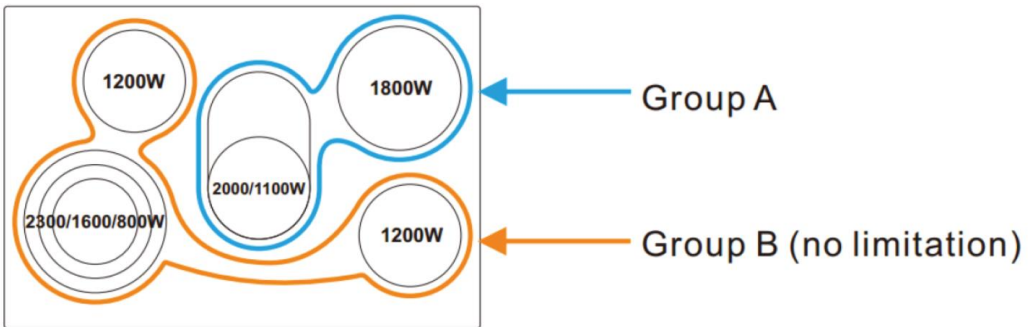 1200W
1800W
Group A
2000/1100W
2300/1600/800W
1200W
Group B (no limitation)